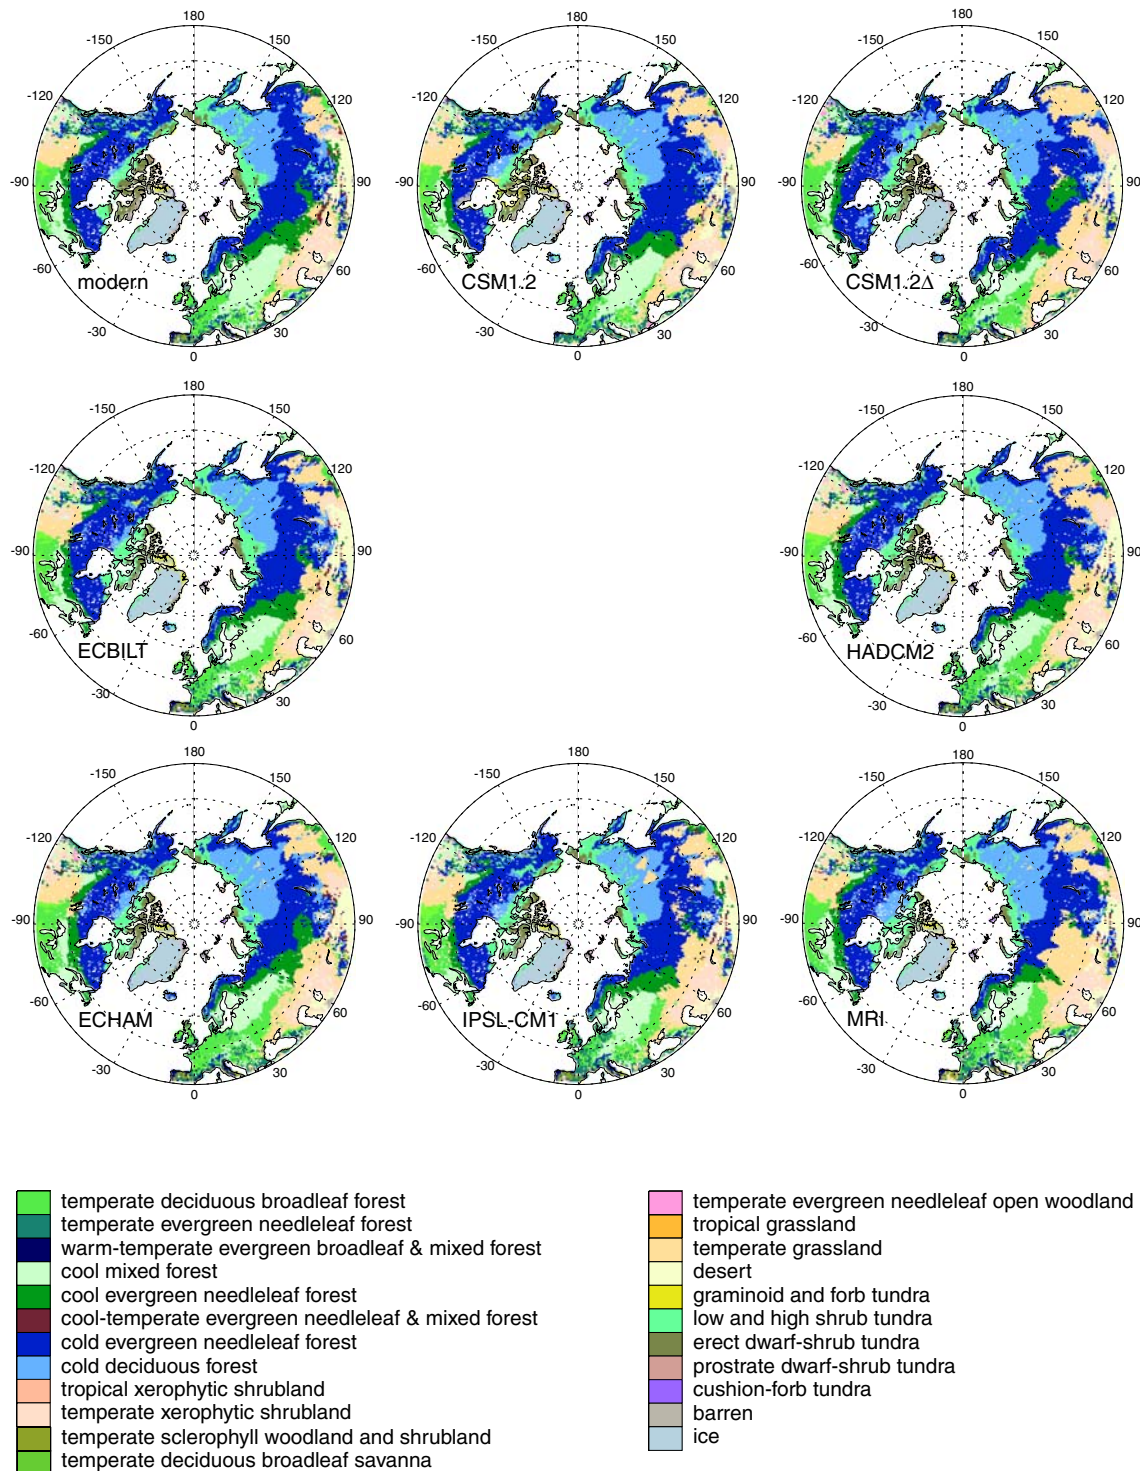 180 180 180
-150 150 -150 150 -150 150
-120 120 -120 120 -120 120
-90 90 -90 90 -90 90
-60 60 -60 60 -60 60
modern CSM1.2 CSM1.2Δ
-30 30 -30 30 -30 30
0 0 0
180 180
-150 150 -150 150
-120 120 -120 120
-90 90 -90 90
-60 60 -60 60
ECBILT HADCM2
-30 30 -30 30
0 0
180 180 180
-150 150 -150 150 -150 150
-120 120 -120 120 -120 120
-90 90 -90 90 -90 90
-60 60 -60 60 -60 60
ECHAM IPSL-CM1 MRI
-30 30 -30 30 -30 30
0 0 0
temperate deciduous broadleaf forest
temperate evergreen needleleaf forest
warm-temperate evergreen broadleaf & mixed forest
cool mixed forest
cool evergreen needleleaf forest
cool-temperate evergreen needleleaf & mixed forest
cold evergreen needleleaf forest
cold deciduous forest
tropical xerophytic shrubland
temperate xerophytic shrubland
temperate sclerophyll woodland and shrubland
temperate deciduous broadleaf savanna
temperate evergreen needleleaf open woodland
tropical grassland
temperate grassland
desert
graminoid and forb tundra
low and high shrub tundra
erect dwarf-shrub tundra
prostrate dwarf-shrub tundra
cushion-forb tundra
barren
ice